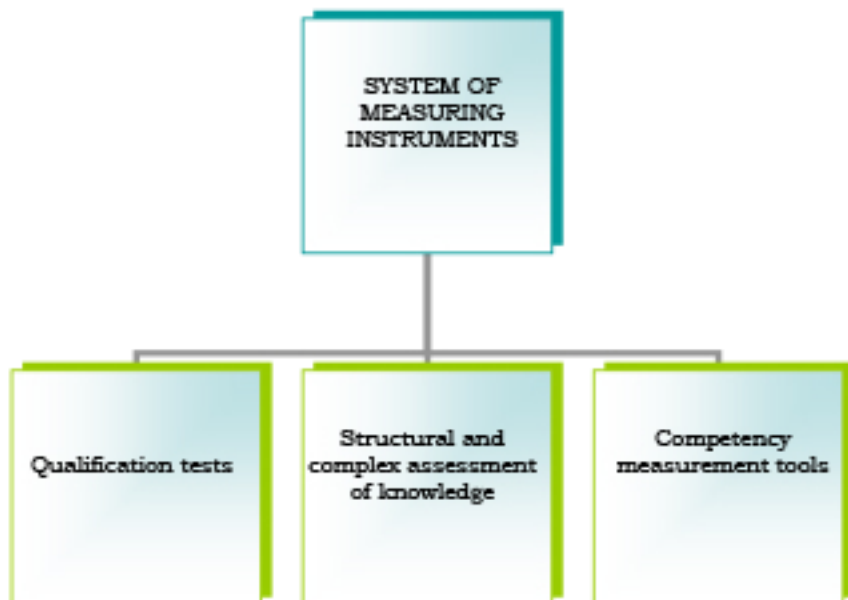 SYSTEM OF
MEASURING
INSTRUMENTS
Qualification tests
Structural and
complex assessment
of knowledge
Competency
measurement tools